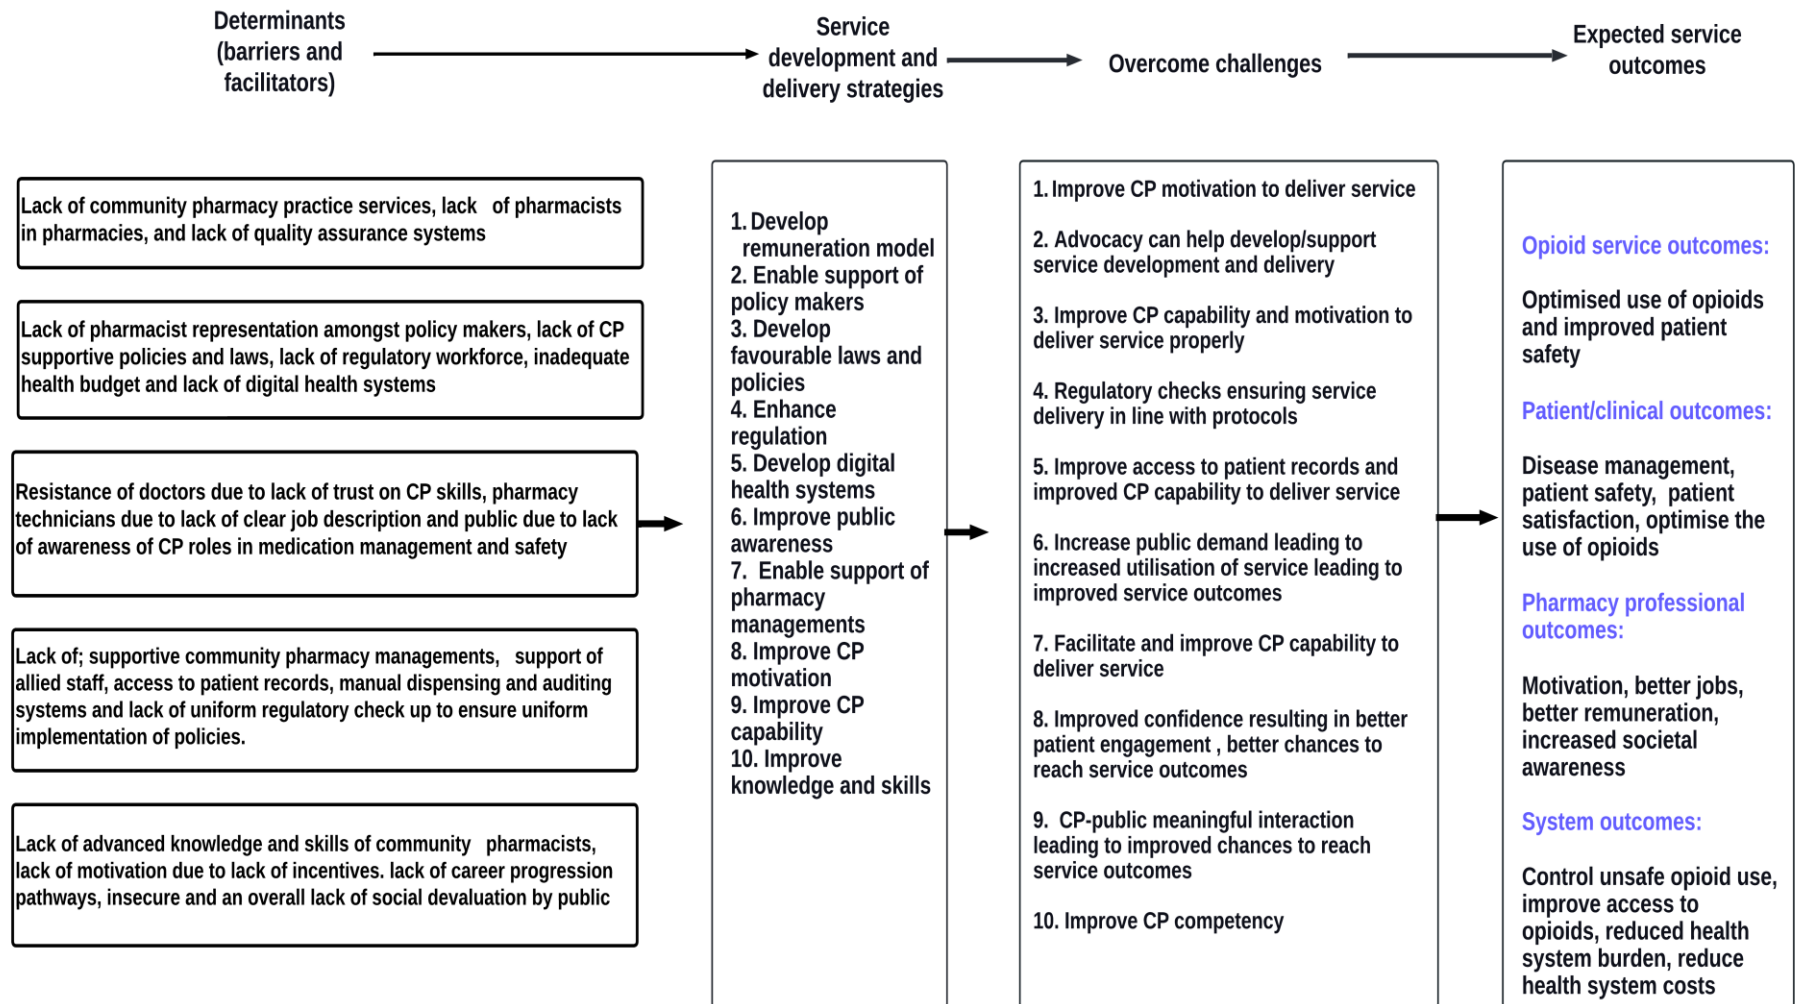 Determinants
(barriers and
facilitators)
Service
development and
delivery strategies
Overcome challenges
Expected service
outcomes
Lack of community pharmacy practice services, lack of pharmacists
in pharmacies, and lack of quality assurance systems
Lack of pharmacist representation amongst policy makers, lack of CP
supportive policies and laws, lack of regulatory workforce, inadequate
health budget and lack of digital health systems
Resistance of doctors due to lack of trust on CP skills, pharmacy
technicians due to lack of clear job description and public due to lack
of awareness of CP roles in medication management and safety
Lack of; supportive community pharmacy managements, support of
allied staff, access to patient records, manual dispensing and auditing
systems and lack of uniform regulatory check up to ensure uniform
implementation of policies.
Lack of advanced knowledge and skills of community pharmacists,
lack of motivation due to lack of incentives. lack of career progression
pathways, insecure and an overall lack of social devaluation by public
1. Develop
remuneration model
2. Enable support of
policy makers
3. Develop
favourable laws and
policies
4. Enhance
regulation
5. Develop digital
health systems
6. Improve public
awareness
7. Enable support of
pharmacy
managements
8. Improve CP
motivation
9. Improve CP
capability
10. Improve
knowledge and skills
1. Improve CP motivation to deliver service
2. Advocacy can help develop/support
service development and delivery
3. Improve CP capability and motivation to
deliver service properly
4. Regulatory checks ensuring service
delivery in line with protocols
5. Improve access to patient records and
improved CP capability to deliver service
6. Increase public demand leading to
increased utilisation of service leading to
improved service outcomes
7. Facilitate and improve CP capability to
deliver service
8. Improved confidence resulting in better
patient engagement , better chances to
reach service outcomes
9. CP-public meaningful interaction
leading to improved chances to reach
service outcomes
10. Improve CP competency
Opioid service outcomes:
Optimised use of opioids
and improved patient
safety
Patient/clinical outcomes:
Disease management,
patient safety, patient
satisfaction, optimise the
use of opioids
Pharmacy professional
outcomes:
Motivation, better jobs,
better remuneration,
increased societal
awareness
System outcomes:
Control unsafe opioid use,
improve access to
opioids, reduced health
system burden, reduce
health system costs